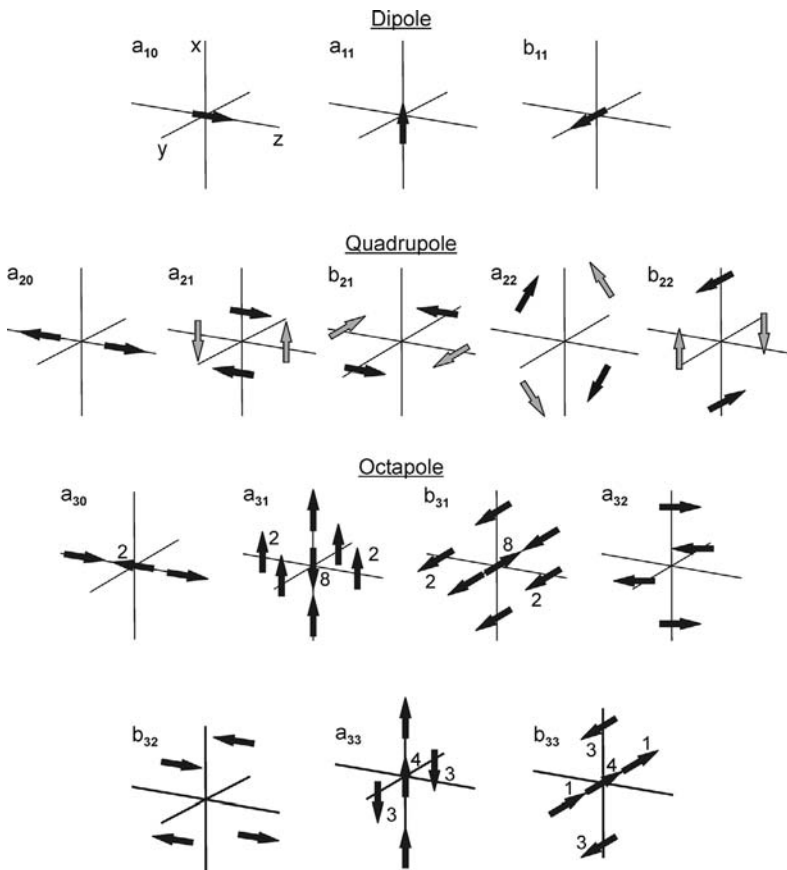 Dipole
a10 x a11 b11
y z
Quadrupole
a20 a21 b21 a22 b22
Octapole
a30 a31 b31 a32
2 2 2 8
8 2 2
b32 a33 b33
4 3 3 4 1
3 1 3